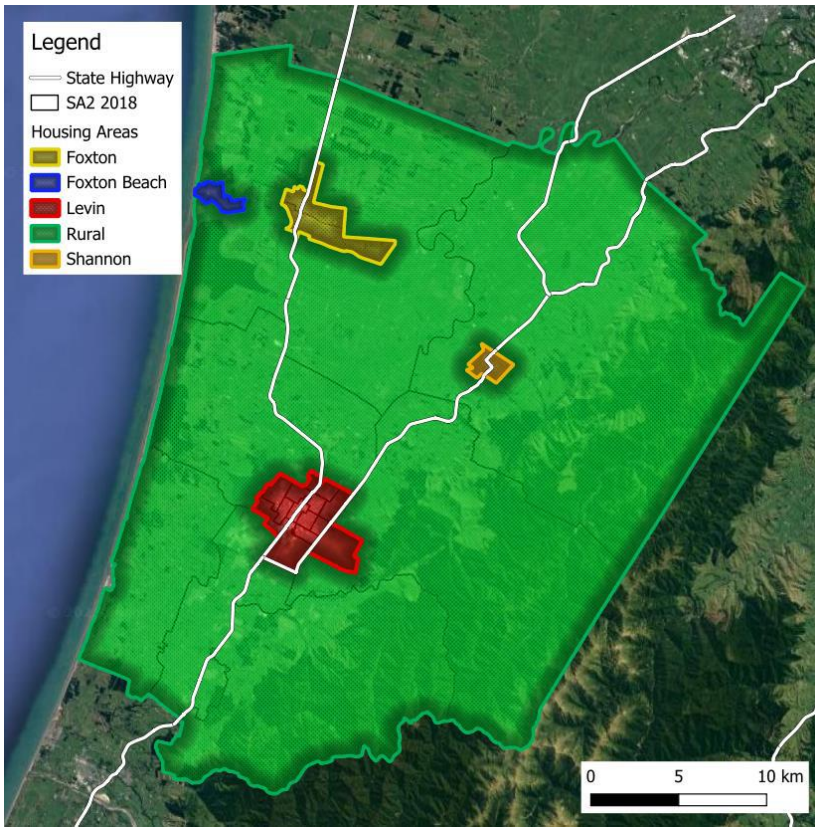 Legend
State Highway
SA2 2018
Housing Areas
Foxton
Foxton Beach
Levin
Rural
Shannon
0 5 10 km